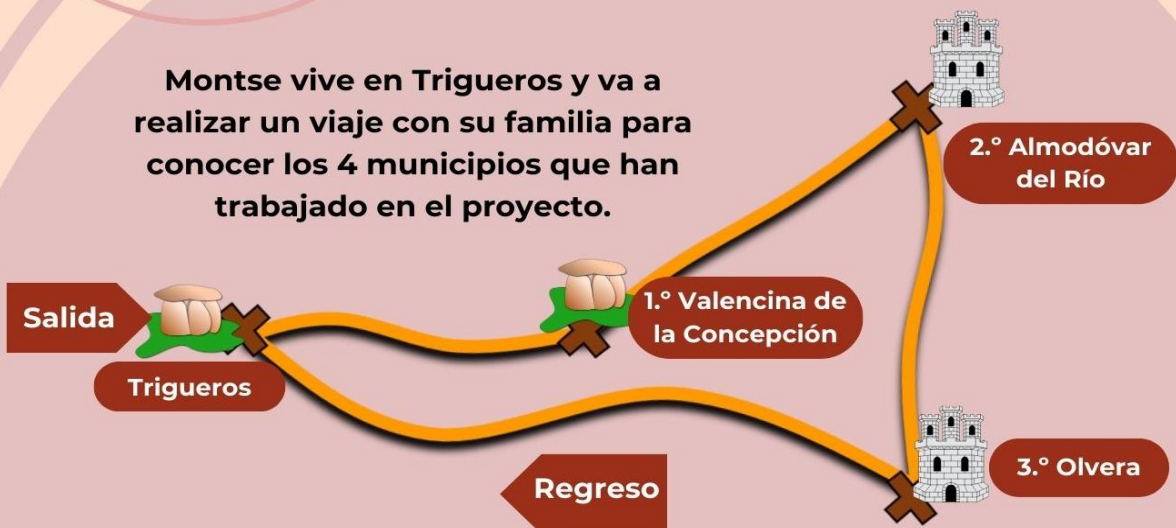 Montse vive en Trigueros y va a
realizar un viaje con su familia para
conocer los 4 municipios que han
trabajado en el proyecto.
2.º Almodóvar
del Río
Salida
1.º Valencina de
la Concepción
Trigueros
3.º Olvera
Regreso